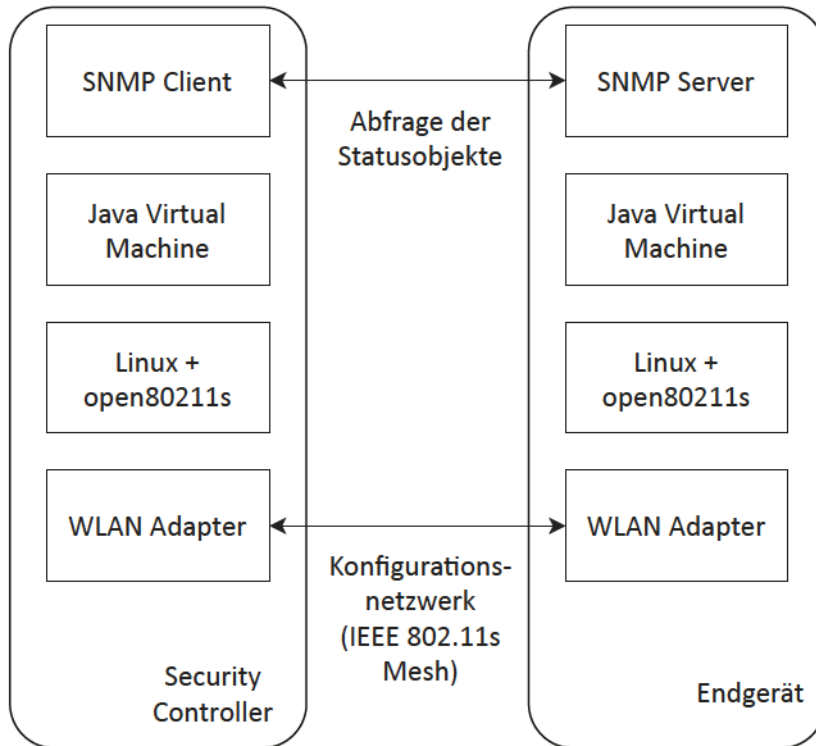 SNMP Client
SNMP Server
Abfrage der
Statusobjekte
Java Virtual
Machine
Java Virtual
Machine
Linux +
open80211s
Linux +
open80211s
WLAN Adapter
WLAN Adapter
Konfigurations-
netzwerk
(IEEE 802.11s
Mesh)
Security
Controller
Endgerät